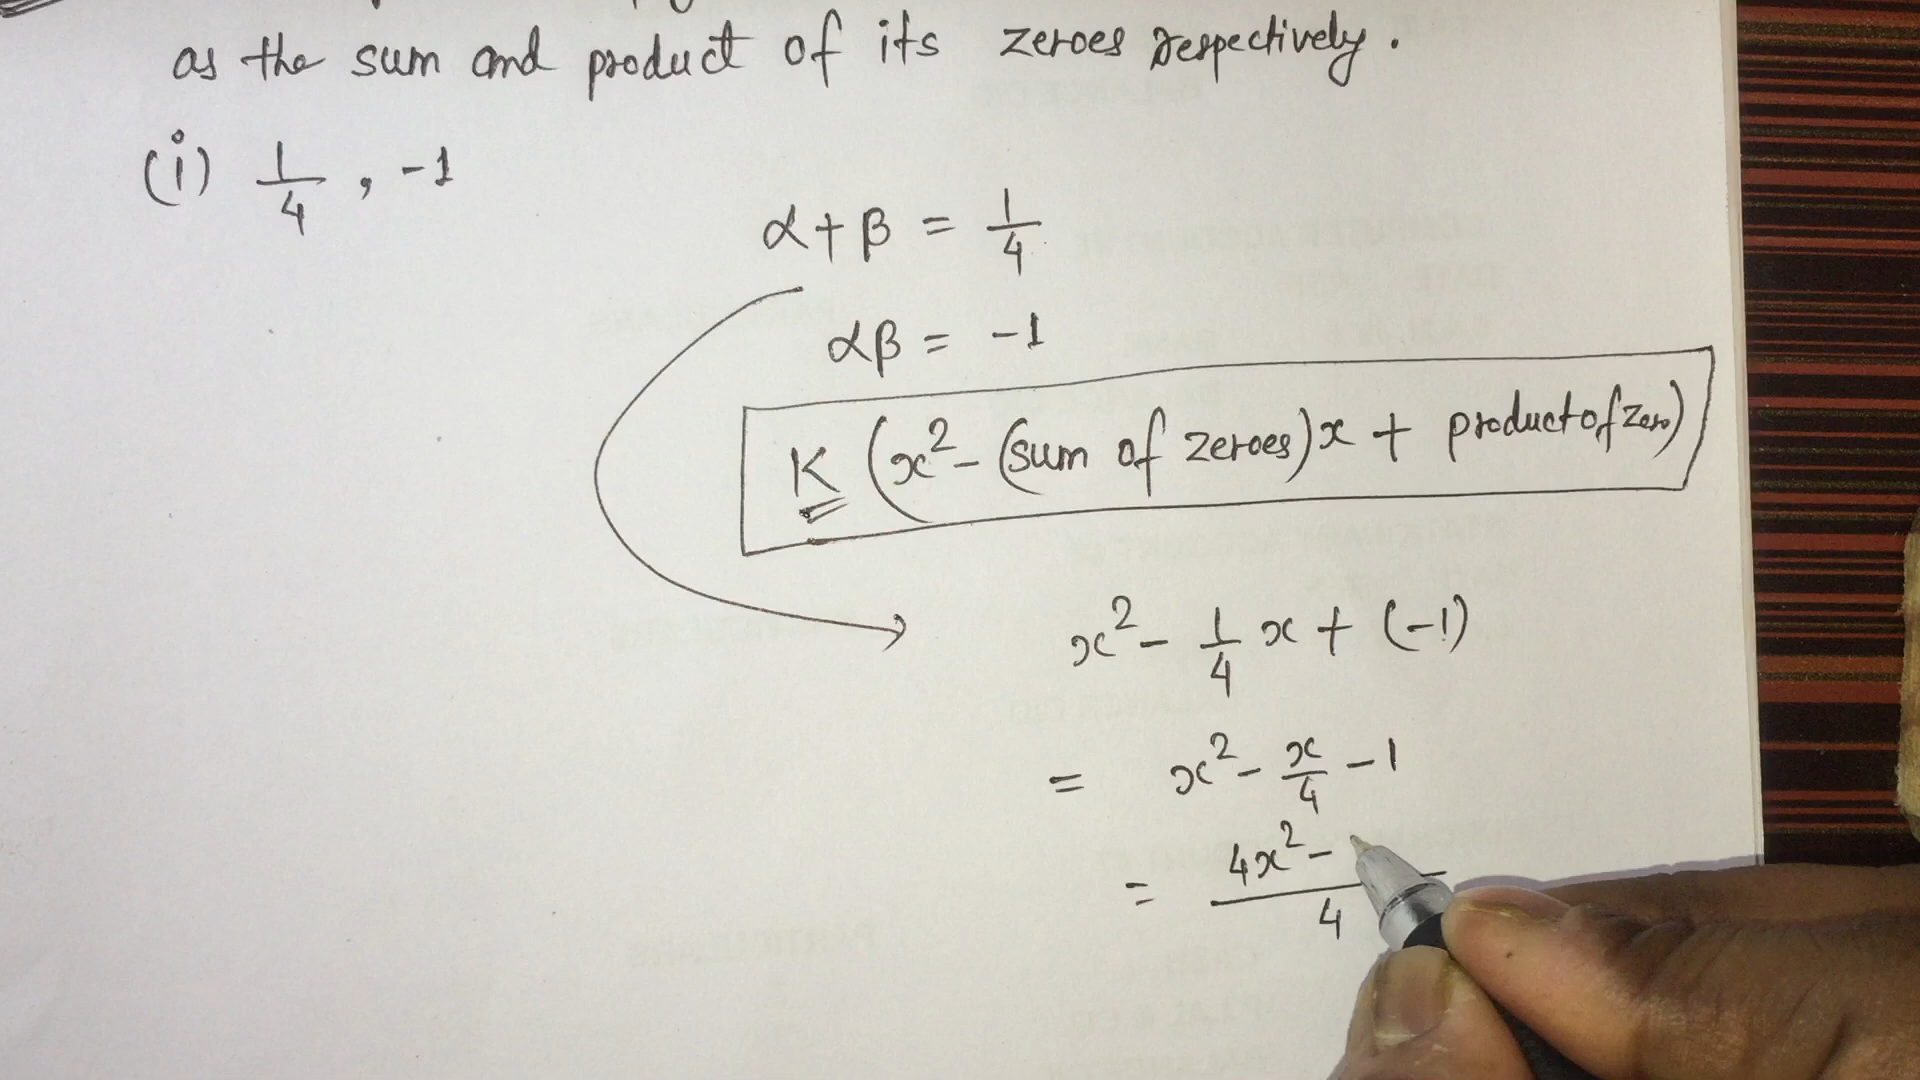 as the sum and product of its zeroes respectively.
(i) 1/4 , -1
α+β = 1/4
αβ = -1
K (x² - (sum of zeroes)x + product of zero)
x² - 1/4 x + (-1)
= x² - x/4 - 1
= 4x² - / 4